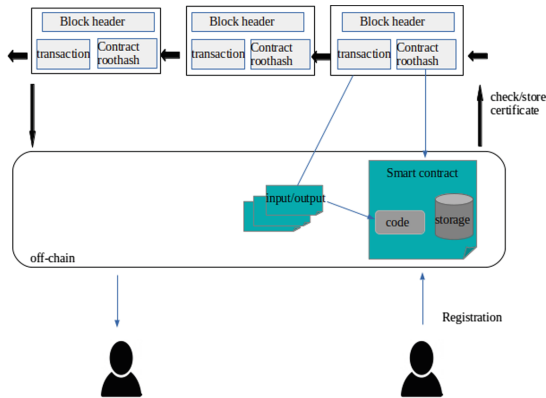 Block header
Block header
Block header
transaction
Contract
roothash
transaction
Contract
roothash
transaction
Contract
roothash
check/store
certificate
Smart contract
input/output
code
storage
off-chain
Registration